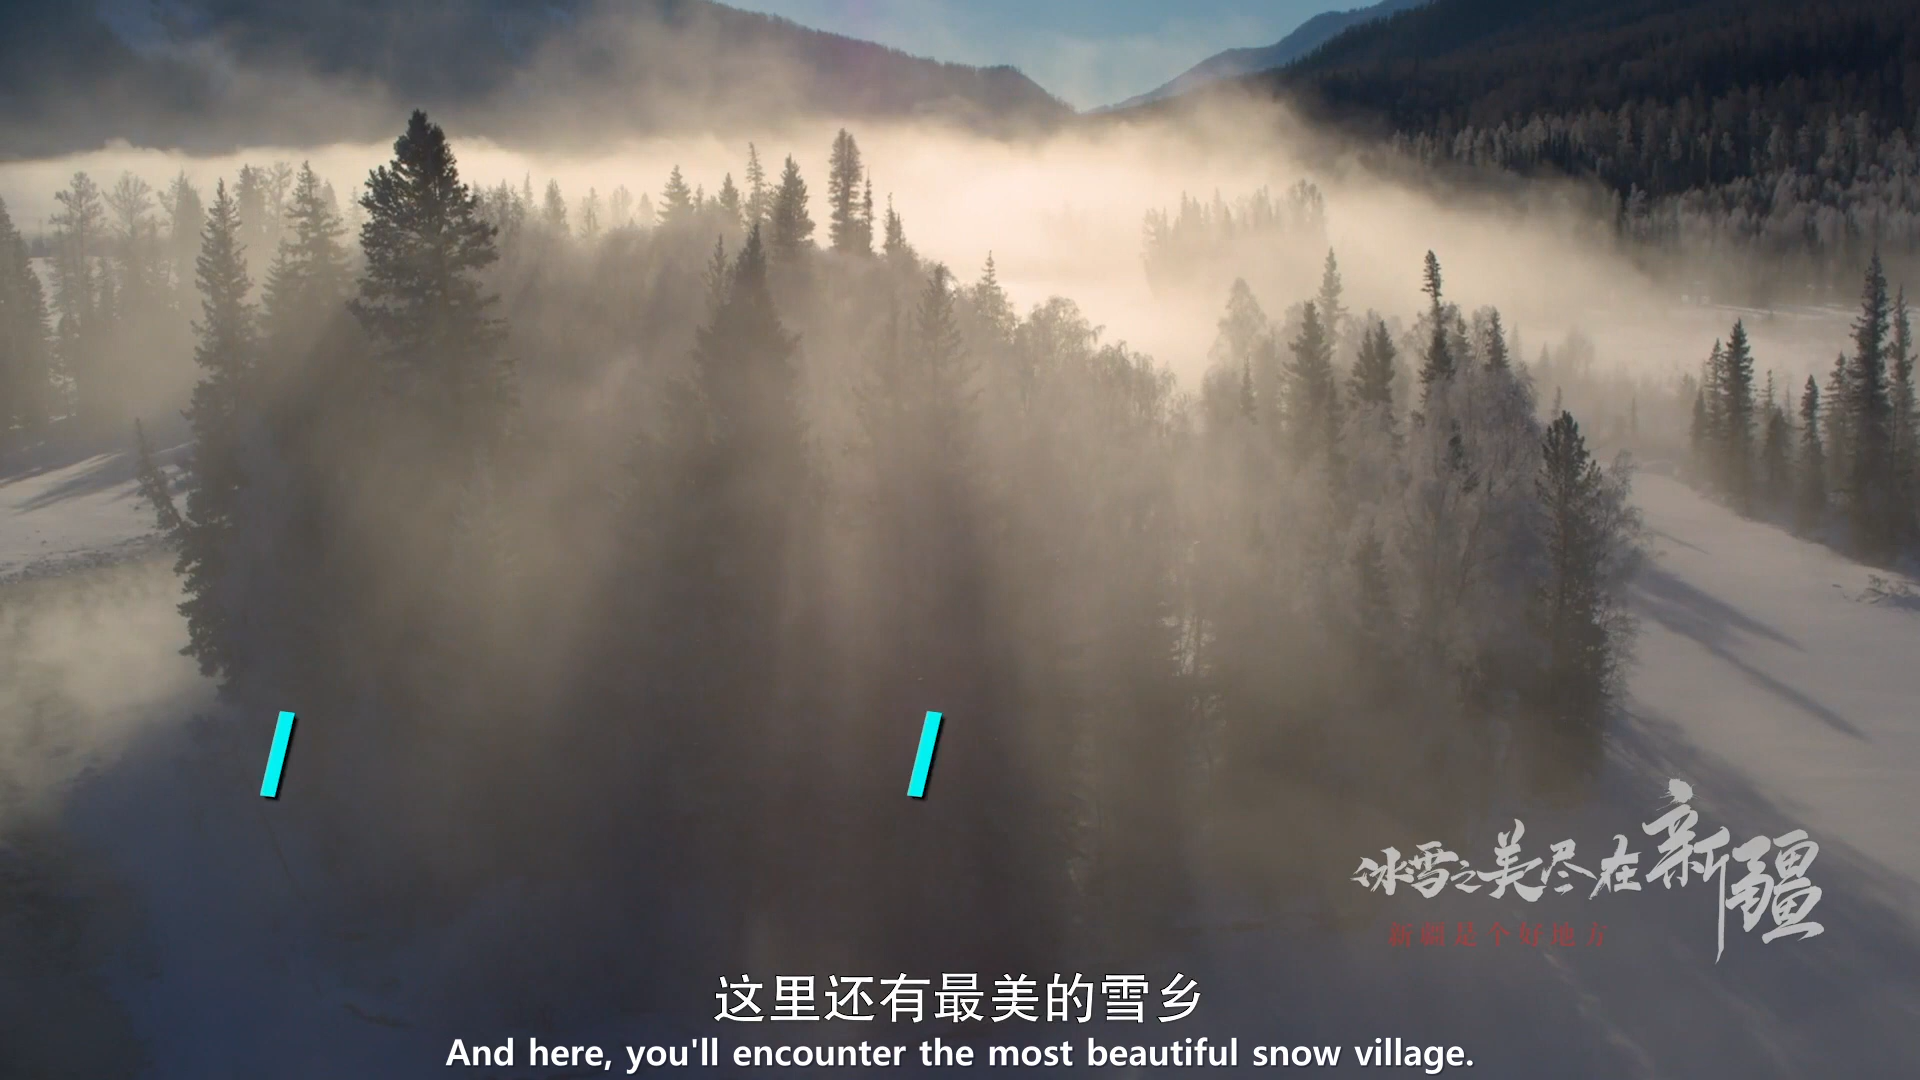 冰雪之美尽在新疆
新疆是个好地方
这里还有最美的雪乡
And here, you'll encounter the most beautiful snow village.